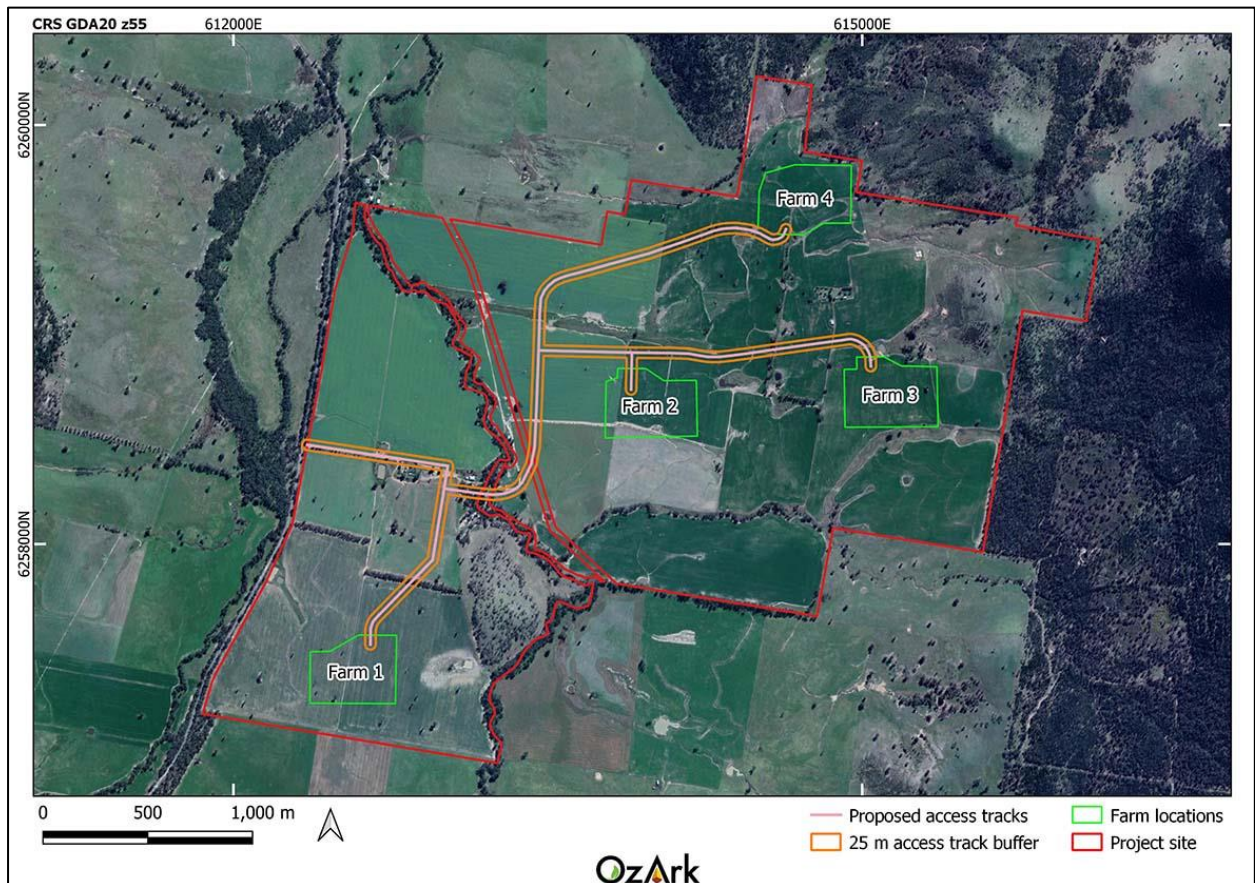 CRS GDA20 z55
612000E
615000E
6260000N
6258000N
Farm 4
Farm 2
Farm 3
Farm 1
0 500 1,000 m
Proposed access tracks
25 m access track buffer
Farm locations
Project site
OzArk